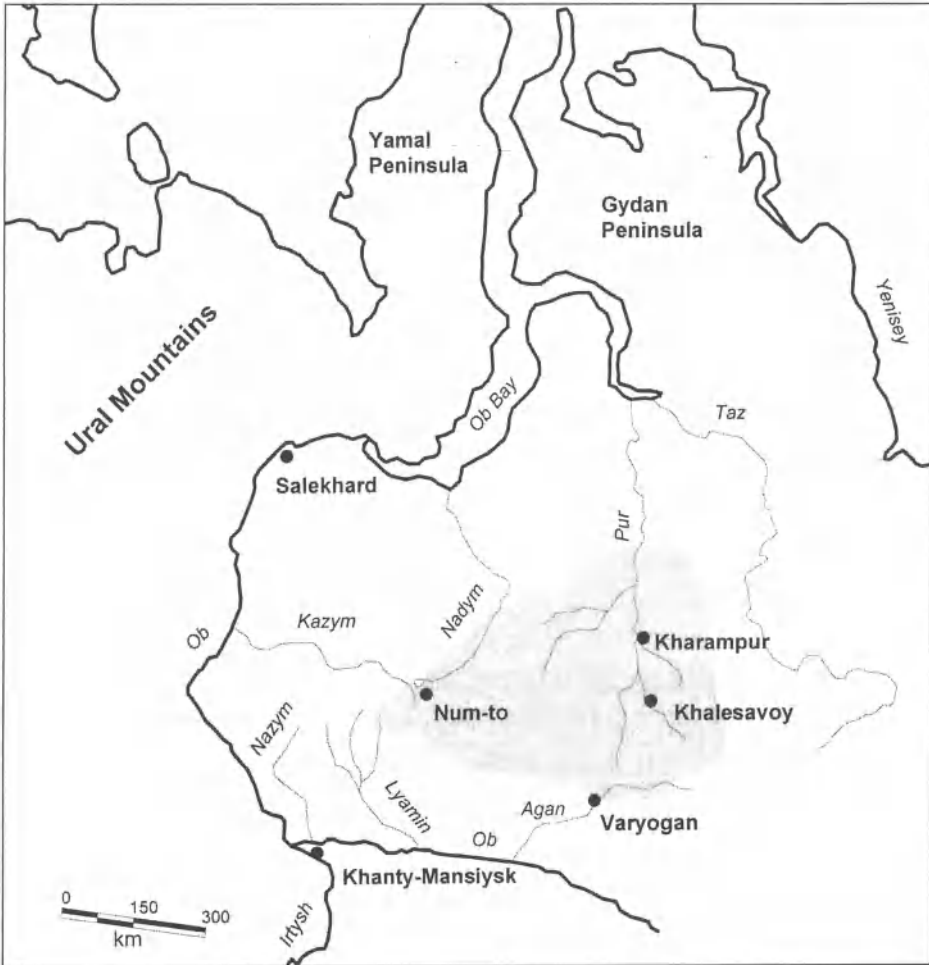 Yamal
Peninsula
Gydan
Peninsula
Yenisey
Ural Mountains
Ob Bay
Taz
Salekhard
Pur
Kazym
Nadym
Ob
Kharampur
Num-to
Khalesavoy
Nazym
Lyamin
Agan
Varyogan
Ob
Khanty-Mansiysk
0 150 300
km
Irtysh